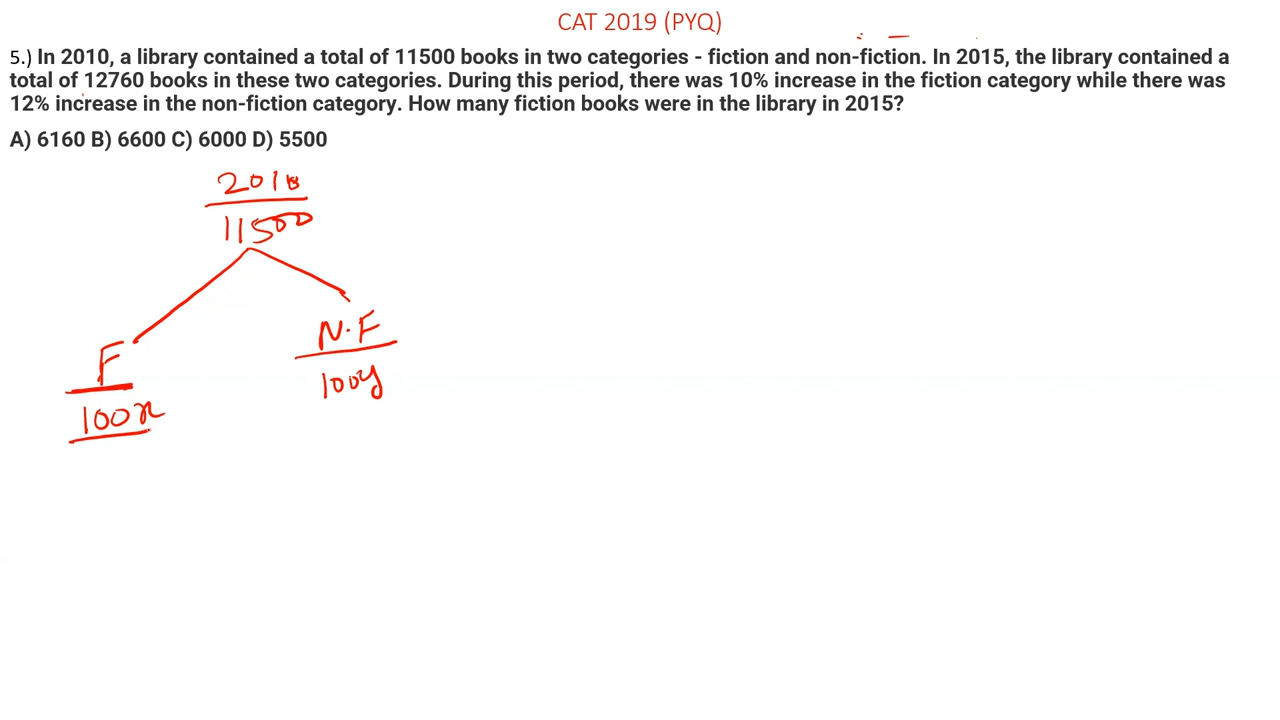 CAT 2019 (PYQ)
5.) In 2010, a library contained a total of 11500 books in two categories - fiction and non-fiction. In 2015, the library contained a
total of 12760 books in these two categories. During this period, there was 10% increase in the fiction category while there was
12% increase in the non-fiction category. How many fiction books were in the library in 2015?
A) 6160 B) 6600 C) 6000 D) 5500
2010
11500
N.F
F
100y
100x